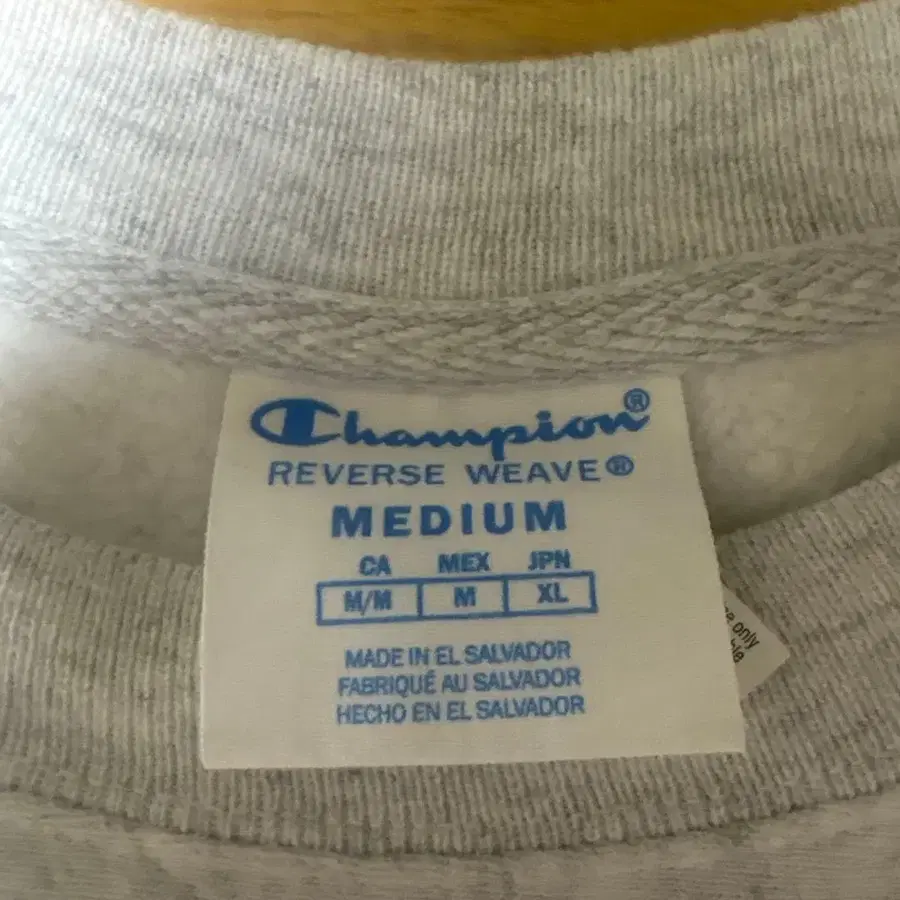 Champion®
REVERSE WEAVE®
MEDIUM
CA MEX JPN
M/M M XL
MADE IN EL SALVADOR
FABRIQUÉ AU SALVADOR
HECHO EN EL SALVADOR
only